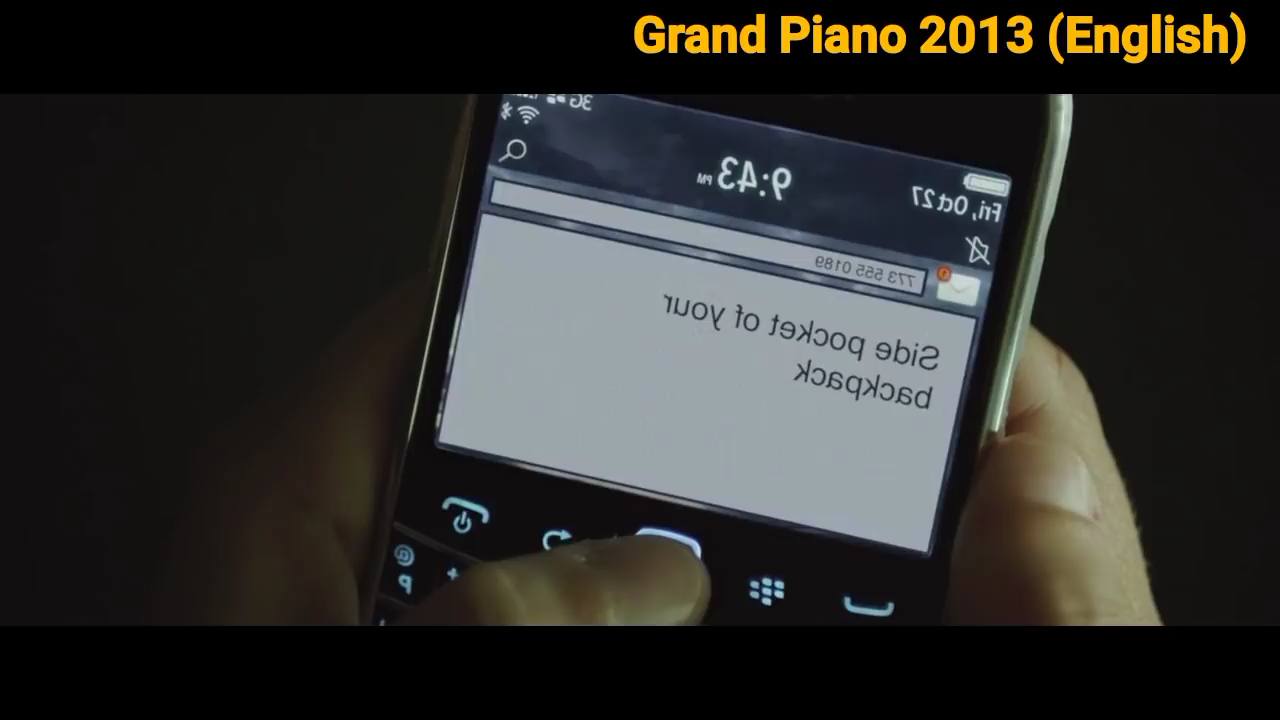 Grand Piano 2013 (English)
3G
9:43 PM
Fri, Oct 27
773 555 0189
Side pocket of your
backpack
@
P